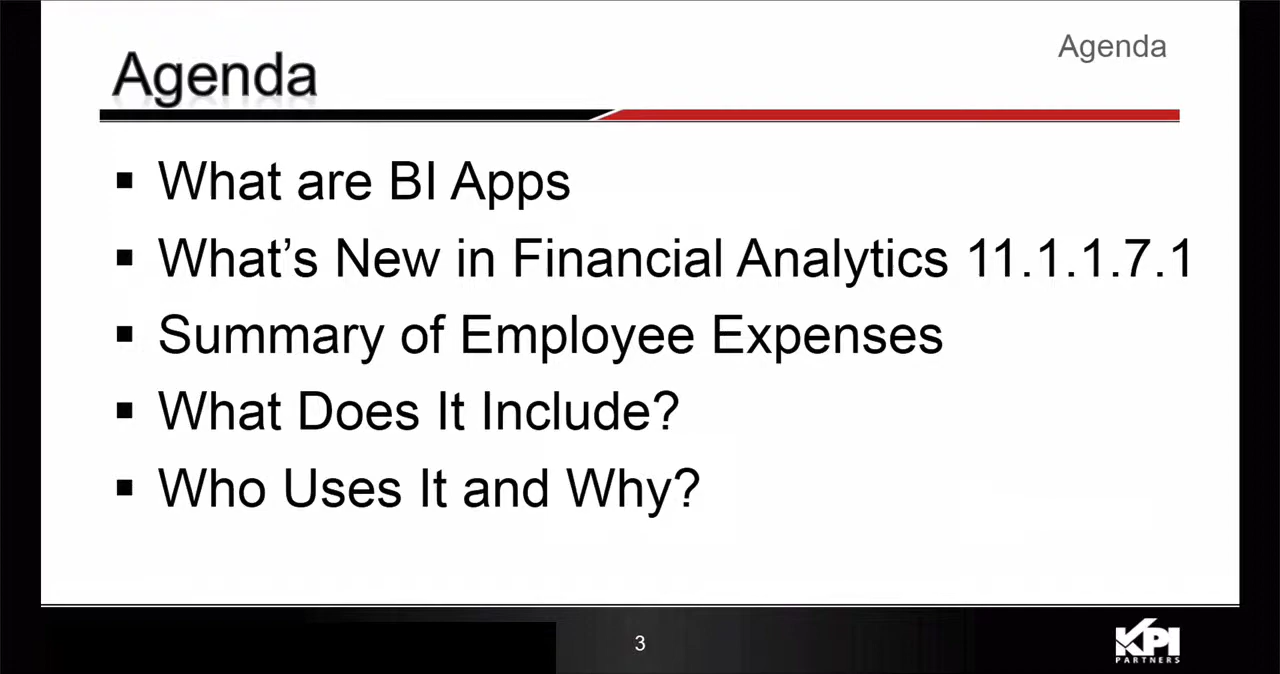 Agenda
Agenda
▪ What are BI Apps
▪ What’s New in Financial Analytics 11.1.1.7.1
▪ Summary of Employee Expenses
▪ What Does It Include?
▪ Who Uses It and Why?
3
KPI
PARTNERS